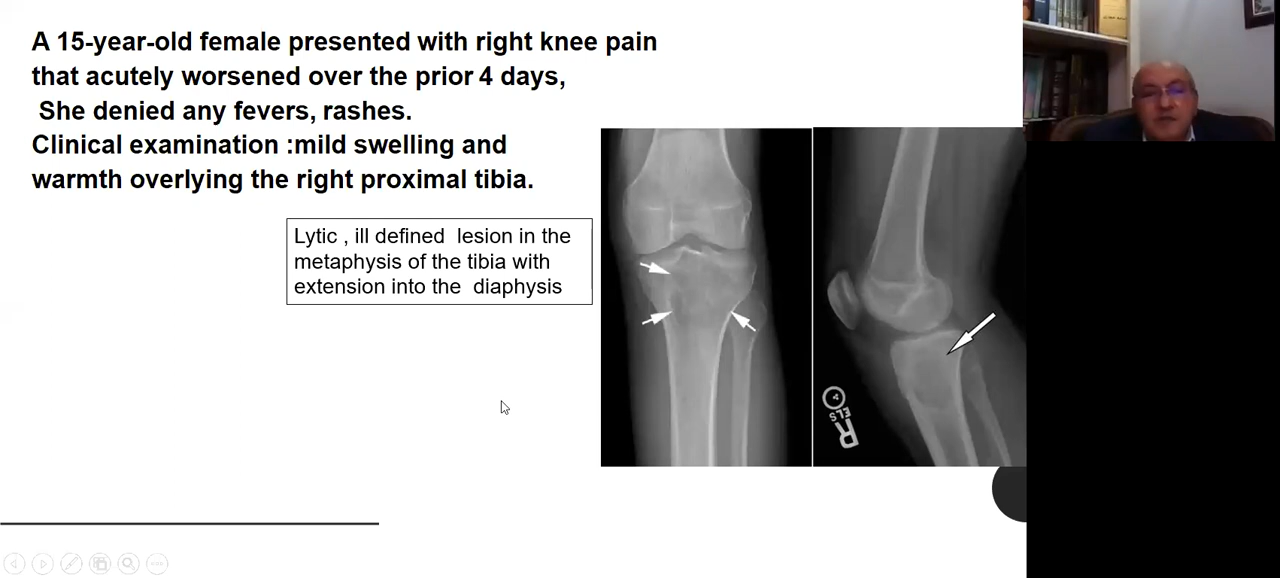 A 15-year-old female presented with right knee pain
that acutely worsened over the prior 4 days,
She denied any fevers, rashes.
Clinical examination :mild swelling and
warmth overlying the right proximal tibia.
Lytic , ill defined lesion in the
metaphysis of the tibia with
extension into the diaphysis
R